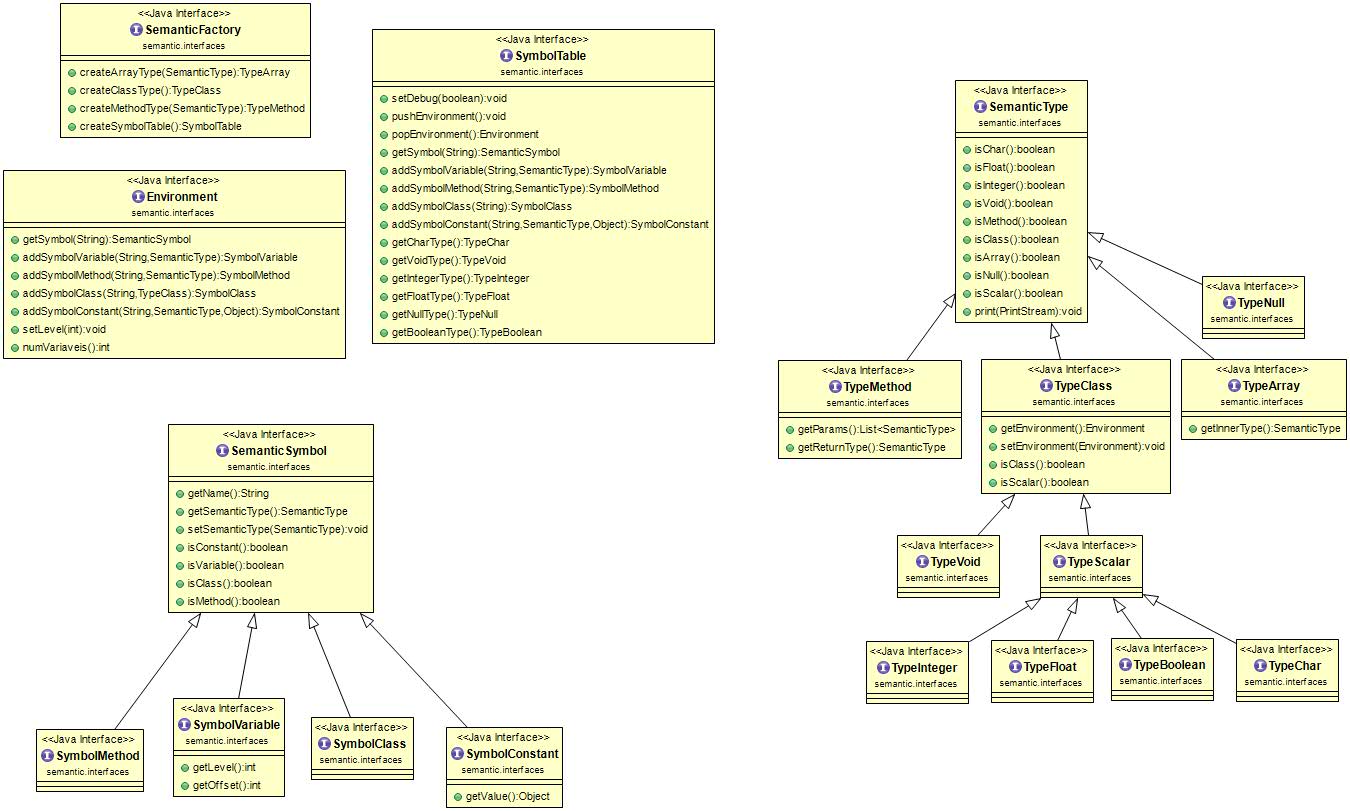 <<Java Interface>>
SemanticFactory
semantic.interfaces
createArrayType(SemanticType):TypeArray
createClassType():TypeClass
createMethodType(SemanticType):TypeMethod
createSymbolTable():SymbolTable
<<Java Interface>>
SymbolTable
semantic.interfaces
setDebug(boolean):void
pushEnvironment():void
popEnvironment():Environment
getSymbol(String):SemanticSymbol
addSymbolVariable(String,SemanticType):SymbolVariable
addSymbolMethod(String,SemanticType):SymbolMethod
addSymbolClass(String):SymbolClass
addSymbolConstant(String,SemanticType,Object):SymbolConstant
getCharType():TypeChar
getVoidType():TypeVoid
getIntegerType():TypeInteger
getFloatType():TypeFloat
getNullType():TypeNull
getBooleanType():TypeBoolean
<<Java Interface>>
Environment
semantic.interfaces
getSymbol(String):SemanticSymbol
addSymbolVariable(String,SemanticType):SymbolVariable
addSymbolMethod(String,SemanticType):SymbolMethod
addSymbolClass(String,TypeClass):SymbolClass
addSymbolConstant(String,SemanticType,Object):SymbolConstant
setLevel(int):void
numVariaveis():int
<<Java Interface>>
SemanticType
semantic.interfaces
isChar():boolean
isFloat():boolean
isInteger():boolean
isVoid():boolean
isMethod():boolean
isClass():boolean
isArray():boolean
isNull():boolean
isScalar():boolean
print(PrintStream):void
<<Java Interface>>
TypeNull
semantic.interfaces
<<Java Interface>>
TypeMethod
semantic.interfaces
getParams():List<SemanticType>
getReturnType():SemanticType
<<Java Interface>>
TypeClass
semantic.interfaces
getEnvironment():Environment
setEnvironment(Environment):void
isClass():boolean
isScalar():boolean
<<Java Interface>>
TypeArray
semantic.interfaces
getInnerType():SemanticType
<<Java Interface>>
SemanticSymbol
semantic.interfaces
getName():String
getSemanticType():SemanticType
setSemanticType(SemanticType):void
isConstant():boolean
isVariable():boolean
isClass():boolean
isMethod():boolean
<<Java Interface>>
TypeVoid
semantic.interfaces
<<Java Interface>>
TypeScalar
semantic.interfaces
<<Java Interface>>
TypeInteger
semantic.interfaces
<<Java Interface>>
TypeFloat
semantic.interfaces
<<Java Interface>>
TypeBoolean
semantic.interfaces
<<Java Interface>>
TypeChar
semantic.interfaces
<<Java Interface>>
SymbolMethod
semantic.interfaces
<<Java Interface>>
SymbolVariable
semantic.interfaces
getLevel():int
getOffset():int
<<Java Interface>>
SymbolClass
semantic.interfaces
<<Java Interface>>
SymbolConstant
semantic.interfaces
getValue():Object